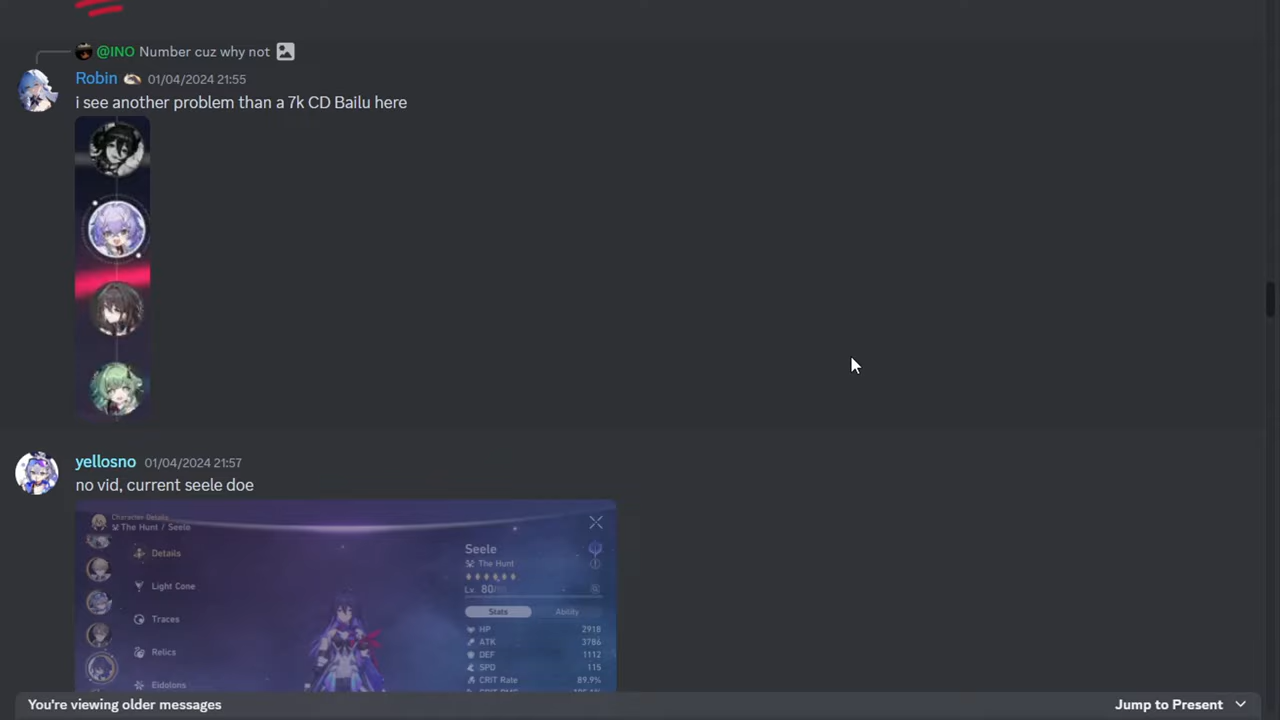 @INO Number cuz why not
Robin 01/04/2024 21:55
i see another problem than a 7k CD Bailu here
yellosno 01/04/2024 21:57
no vid, current seele doe
Character Details
The Hunt / Seele
Details
Light Cone
Traces
Relics
Eidolons
Seele
The Hunt
Lv. 80
Stats Ability
HP 2918
ATK 3786
DEF 1112
SPD 115
CRIT Rate 89.9%
You're viewing older messages
Jump to Present